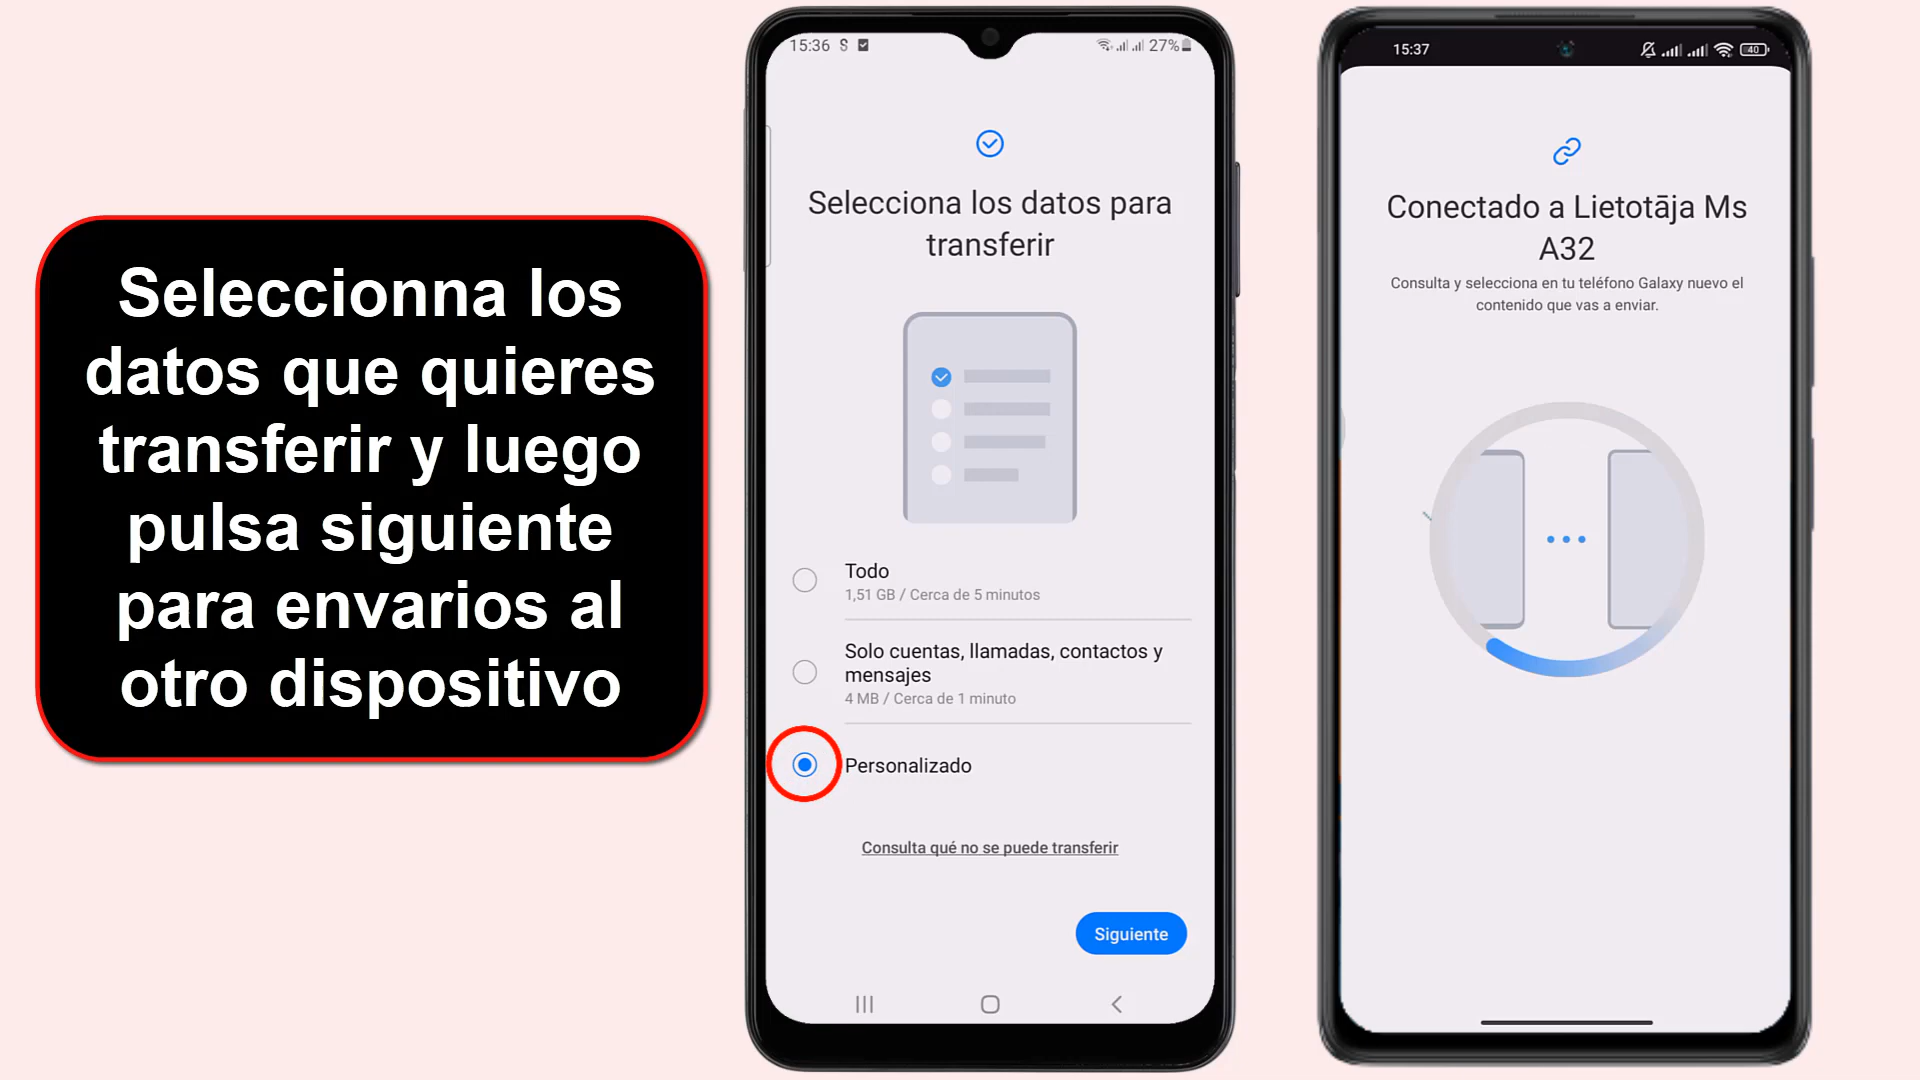 Seleccionna los
datos que quieres
transferir y luego
pulsa siguiente
para envarios al
otro dispositivo
15:36
27%
Selecciona los datos para
transferir
Todo
1,51 GB / Cerca de 5 minutos
Solo cuentas, llamadas, contactos y
mensajes
4 MB / Cerca de 1 minuto
Personalizado
Consulta qué no se puede transferir
Siguiente
15:37
40
Conectado a Lietotāja Ms
A32
Consulta y selecciona en tu teléfono Galaxy nuevo el
contenido que vas a enviar.